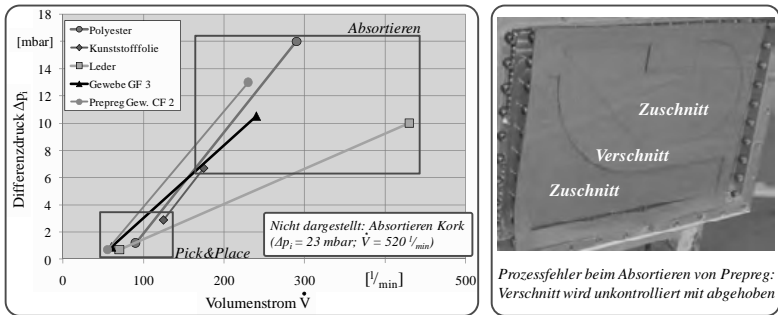 18
[mbar]
14
12
10
8
6
4
2
0
Differenzdruck Δpᵢ
Polyester
Kunststofffolie
Leder
Gewebe GF 3
Prepreg Gew. CF 2
Absortieren
Pick&Place
Nicht dargestellt: Absortieren Kork
(Δpᵢ = 23 mbar; V̇ = 520 ¹/min)
0 100 200 300 [¹/min] 500
Volumenstrom V̇
Zuschnitt
Verschnitt
Zuschnitt
Prozessfehler beim Absortieren von Prepreg:
Verschnitt wird unkontrolliert mit abgehoben